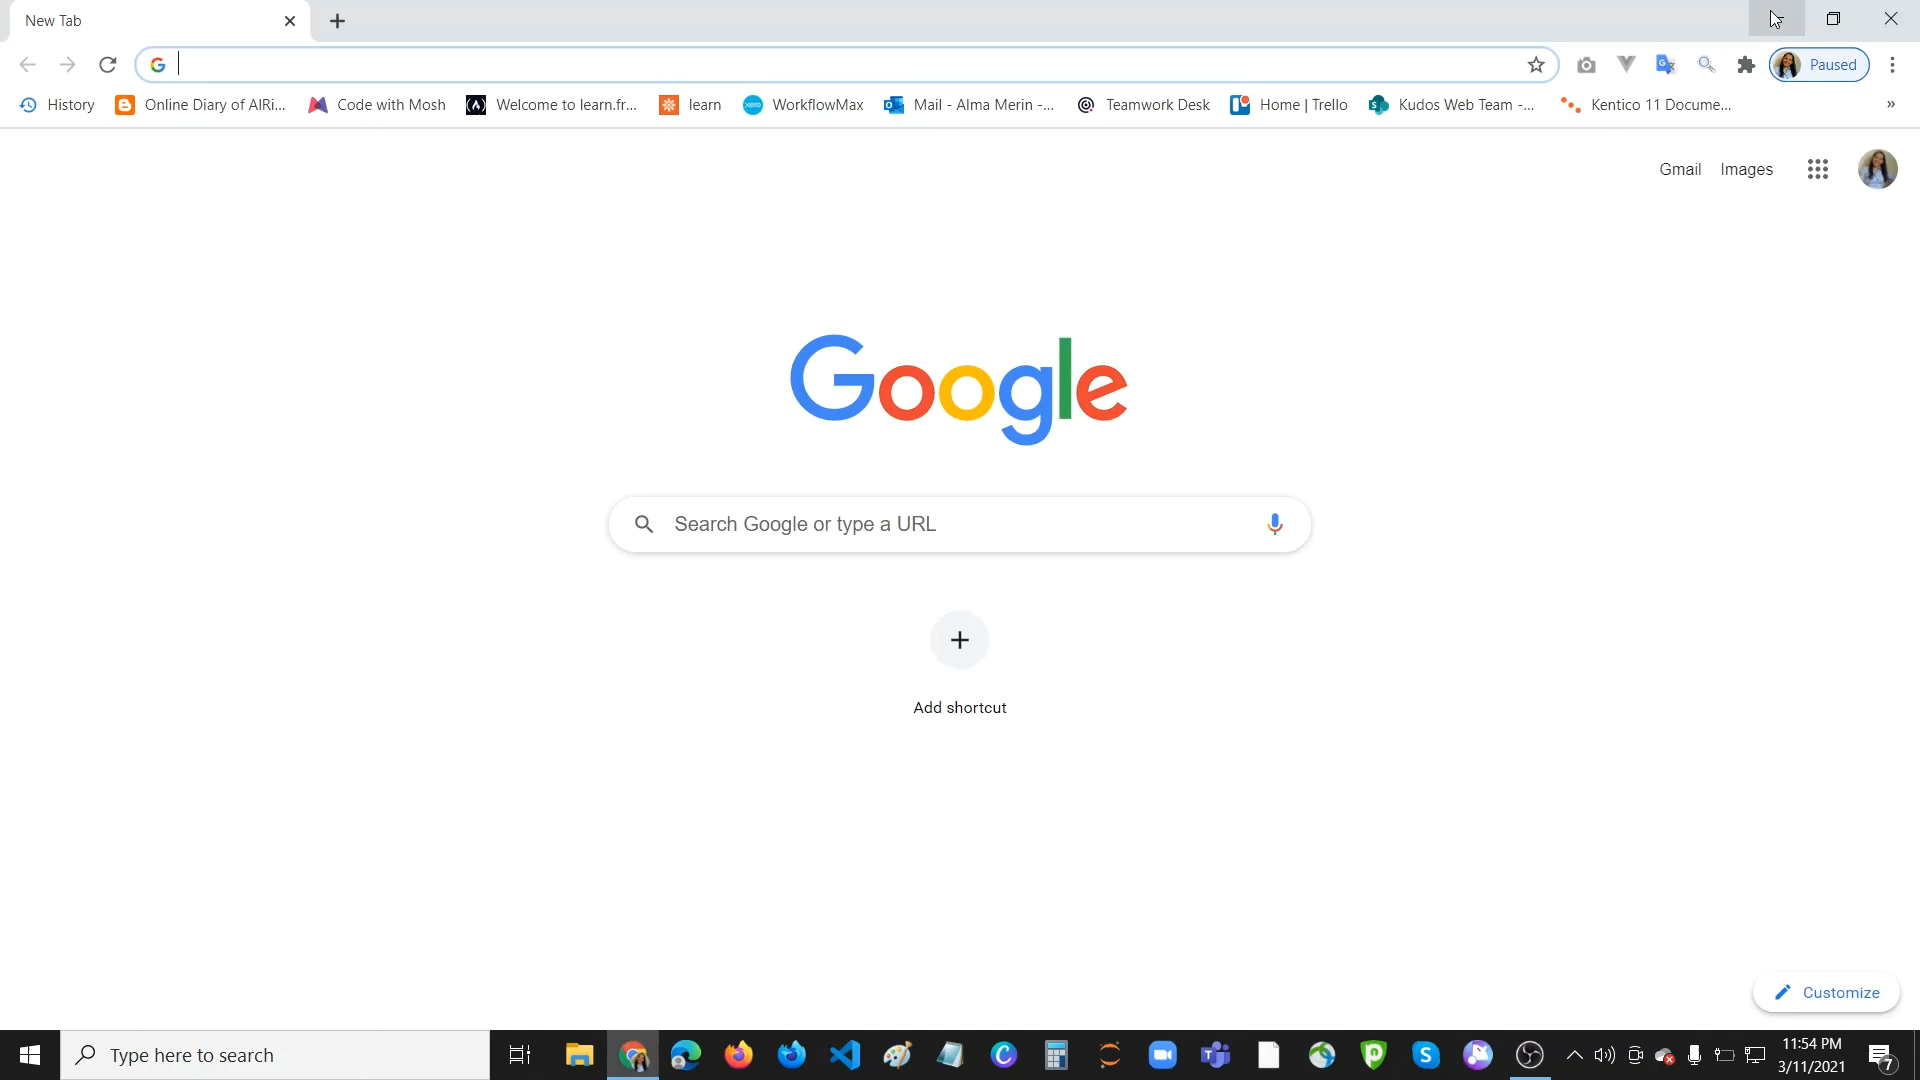 New Tab
Paused
History
Online Diary of AlRi...
Code with Mosh
Welcome to learn.fr...
learn
WorkflowMax
Mail - Alma Merin -...
Teamwork Desk
Home | Trello
Kudos Web Team -...
Kentico 11 Docume...
»
Gmail
Images
Google
Search Google or type a URL
Add shortcut
Customize
Type here to search
11:54 PM
3/11/2021
7